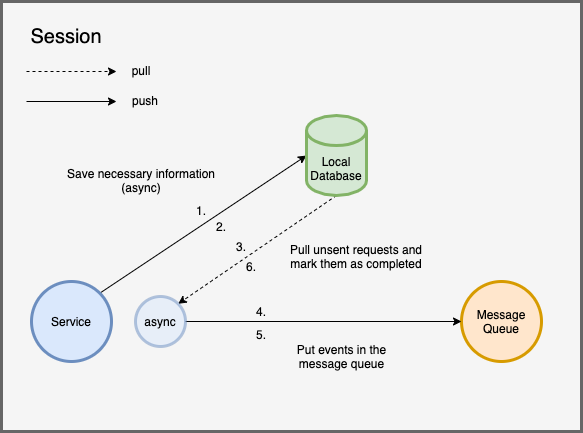 Session
pull
push
Local
Database
Save necessary information
(async)
1.
2.
3.
6.
Pull unsent requests and
mark them as completed
Service
async
4.
5.
Message
Queue
Put events in the
message queue